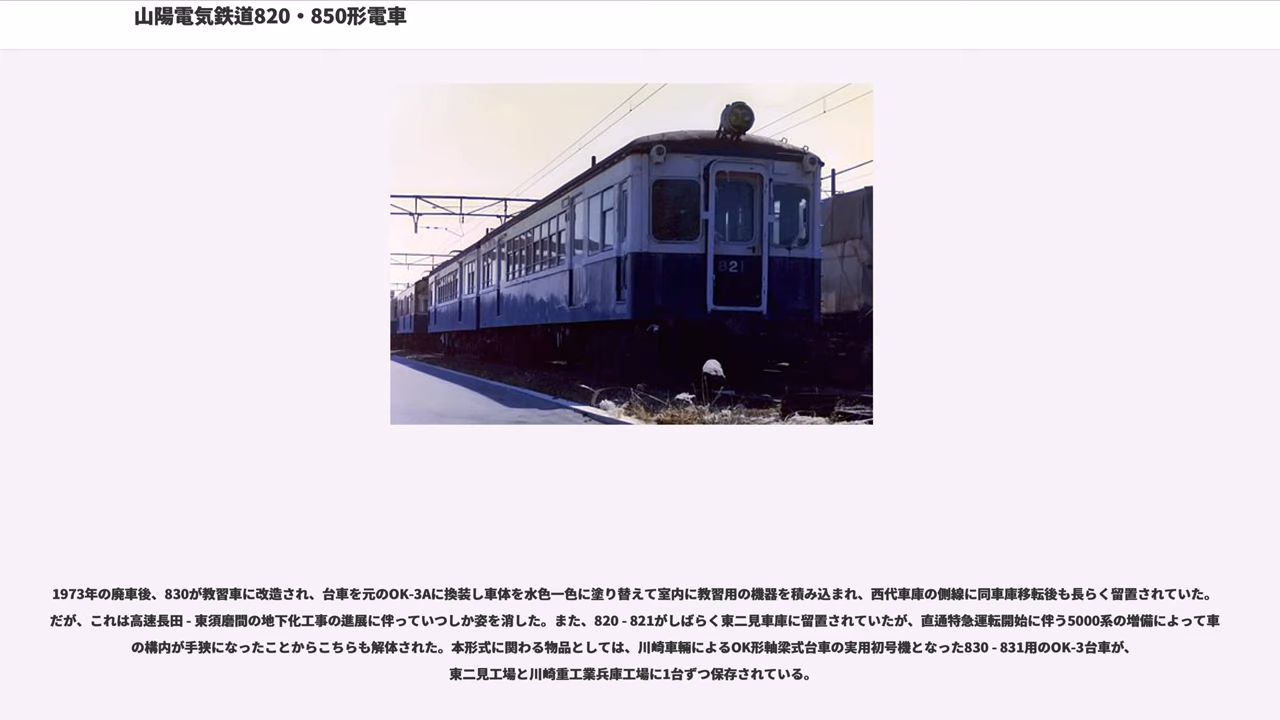 山陽電気鉄道820・850形電車
821
1973年の廃車後、830が教習車に改造され、台車を元のOK-3Aに換装し車体を水色一色に塗り替えて室内に教習用の機器を積み込まれ、西代車庫の側線に同車庫移転後も長らく留置されていた。
だが、これは高速長田 - 東須磨間の地下化工事の進展に伴っていつしか姿を消した。また、820 - 821がしばらく東二見車庫に留置されていたが、直通特急運転開始に伴う5000系の増備によって車
の構内が手狭になったことからこちらも解体された。本形式に関わる物品としては、川崎車輛によるOK形軸梁式台車の実用初号機となった830 - 831用のOK-3台車が、
東二見工場と川崎重工業兵庫工場に1台ずつ保存されている。